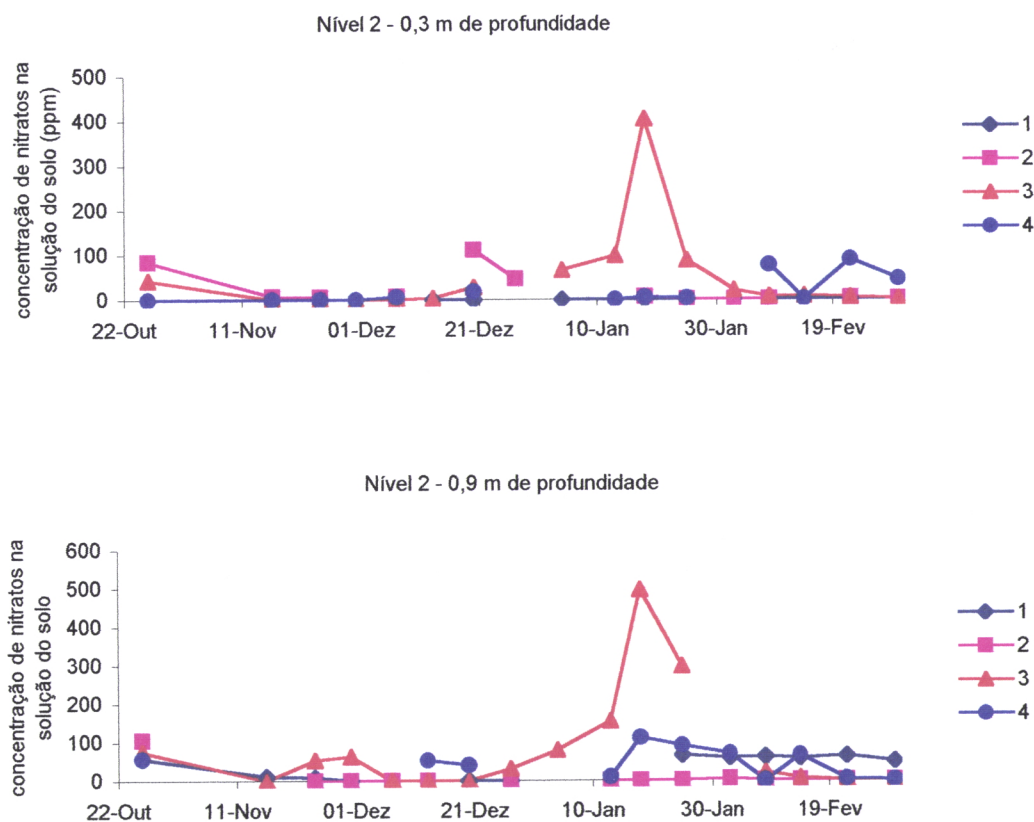 Nível 2 - 0,3 m de profundidade
concentração de nitratos na
solução do solo (ppm)
500
400
300
200
100
0
22-Out 11-Nov 01-Dez 21-Dez 10-Jan 30-Jan 19-Fev
1
2
3
4
Nível 2 - 0,9 m de profundidade
concentração de nitratos na
solução do solo
600
500
400
300
200
100
0
22-Out 11-Nov 01-Dez 21-Dez 10-Jan 30-Jan 19-Fev
1
2
3
4